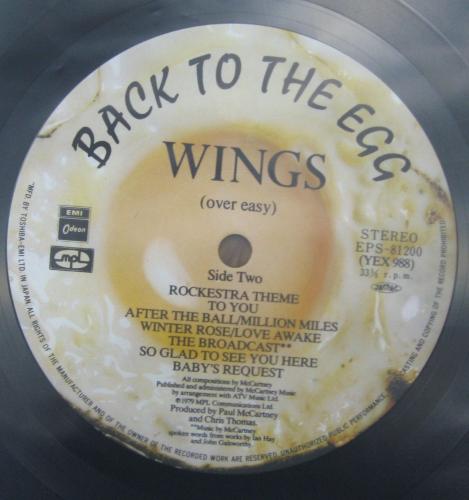 BACK TO THE EGG
WINGS
(over easy)
EMI
Odeon
mpl
STEREO
EPS-81200
(YEX 988)
33⅓ r.p.m.
Side Two
ROCKESTRA THEME
TO YOU
AFTER THE BALL/MILLION MILES
WINTER ROSE/LOVE AWAKE
THE BROADCAST**
SO GLAD TO SEE YOU HERE
BABY'S REQUEST
All compositions by McCartney
Published and administered by McCartney Music
by arrangement with ATV Music Ltd.
℗1979 MPL Communications Ltd.
Produced by Paul McCartney
and Chris Thomas.
**Music by McCartney
spoken words from works by Ian Hay
and John Galsworthy.
MFD BY TOSHIBA-EMI LTD. IN JAPAN. ALL RIGHTS OF THE MANUFACTURER AND OF THE OWNER OF THE RECORDED WORK ARE RESERVED. UNAUTHORIZED PUBLIC PERFORMANCE, BROADCASTING AND COPYING OF THE RECORD PROHIBITED